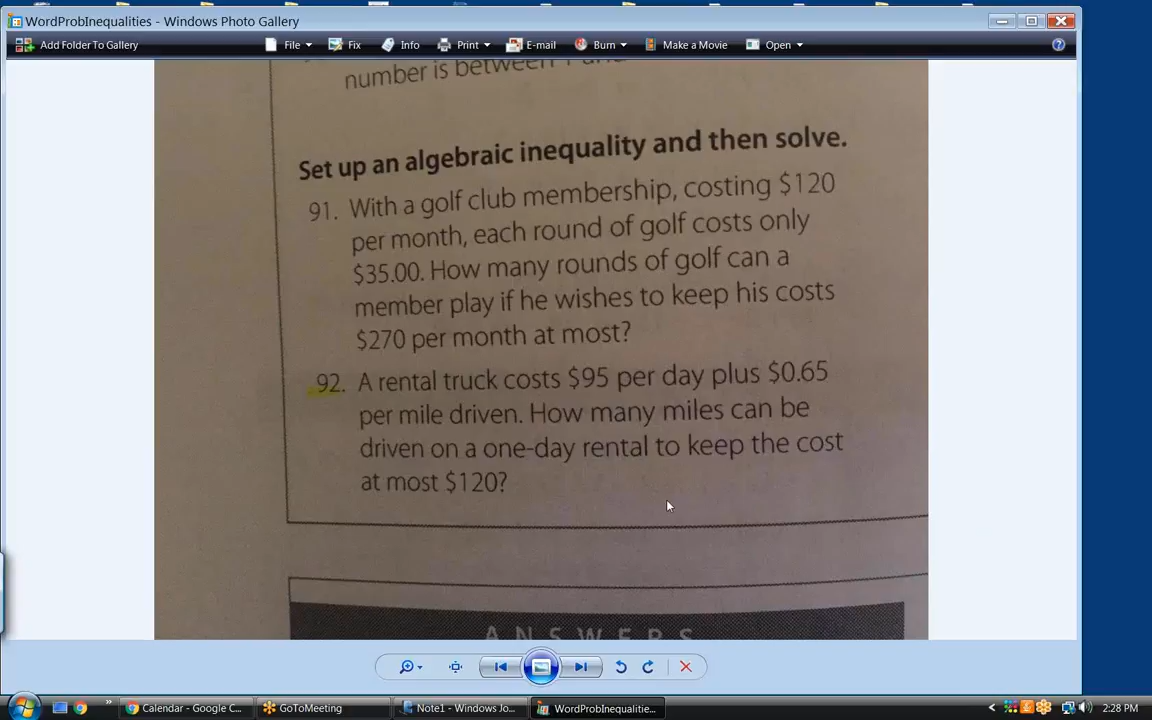 WordProbInequalities - Windows Photo Gallery
Add Folder To Gallery File Fix Info Print E-mail Burn Make a Movie Open
number is between 1
Set up an algebraic inequality and then solve.
91. With a golf club membership, costing $120
per month, each round of golf costs only
$35.00. How many rounds of golf can a
member play if he wishes to keep his costs
$270 per month at most?
92. A rental truck costs $95 per day plus $0.65
per mile driven. How many miles can be
driven on a one-day rental to keep the cost
at most $120?
ANSWERS
Calendar - Google C... GoToMeeting Note1 - Windows Jo... WordProbInequalitie... 2:28 PM